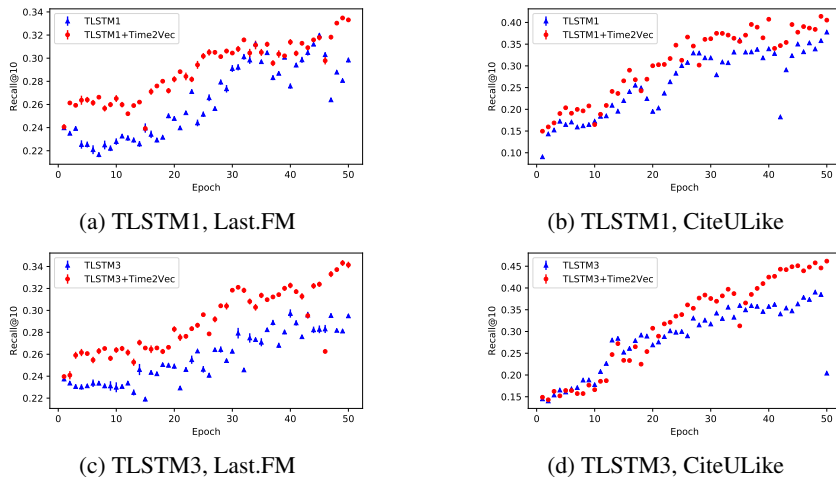 TLSTM1
TLSTM1+Time2Vec
Recall@10
0.34
0.32
0.30
0.28
0.26
0.24
0.22
0 10 20 30 40 50
Epoch
(a) TLSTM1, Last.FM
TLSTM1
TLSTM1+Time2Vec
Recall@10
0.40
0.35
0.30
0.25
0.20
0.15
0.10
0 10 20 30 40 50
Epoch
(b) TLSTM1, CiteULike
TLSTM3
TLSTM3+Time2Vec
Recall@10
0.34
0.32
0.30
0.28
0.26
0.24
0.22
0 10 20 30 40 50
Epoch
(c) TLSTM3, Last.FM
TLSTM3
TLSTM3+Time2Vec
Recall@10
0.45
0.40
0.35
0.30
0.25
0.20
0.15
0 10 20 30 40 50
Epoch
(d) TLSTM3, CiteULike